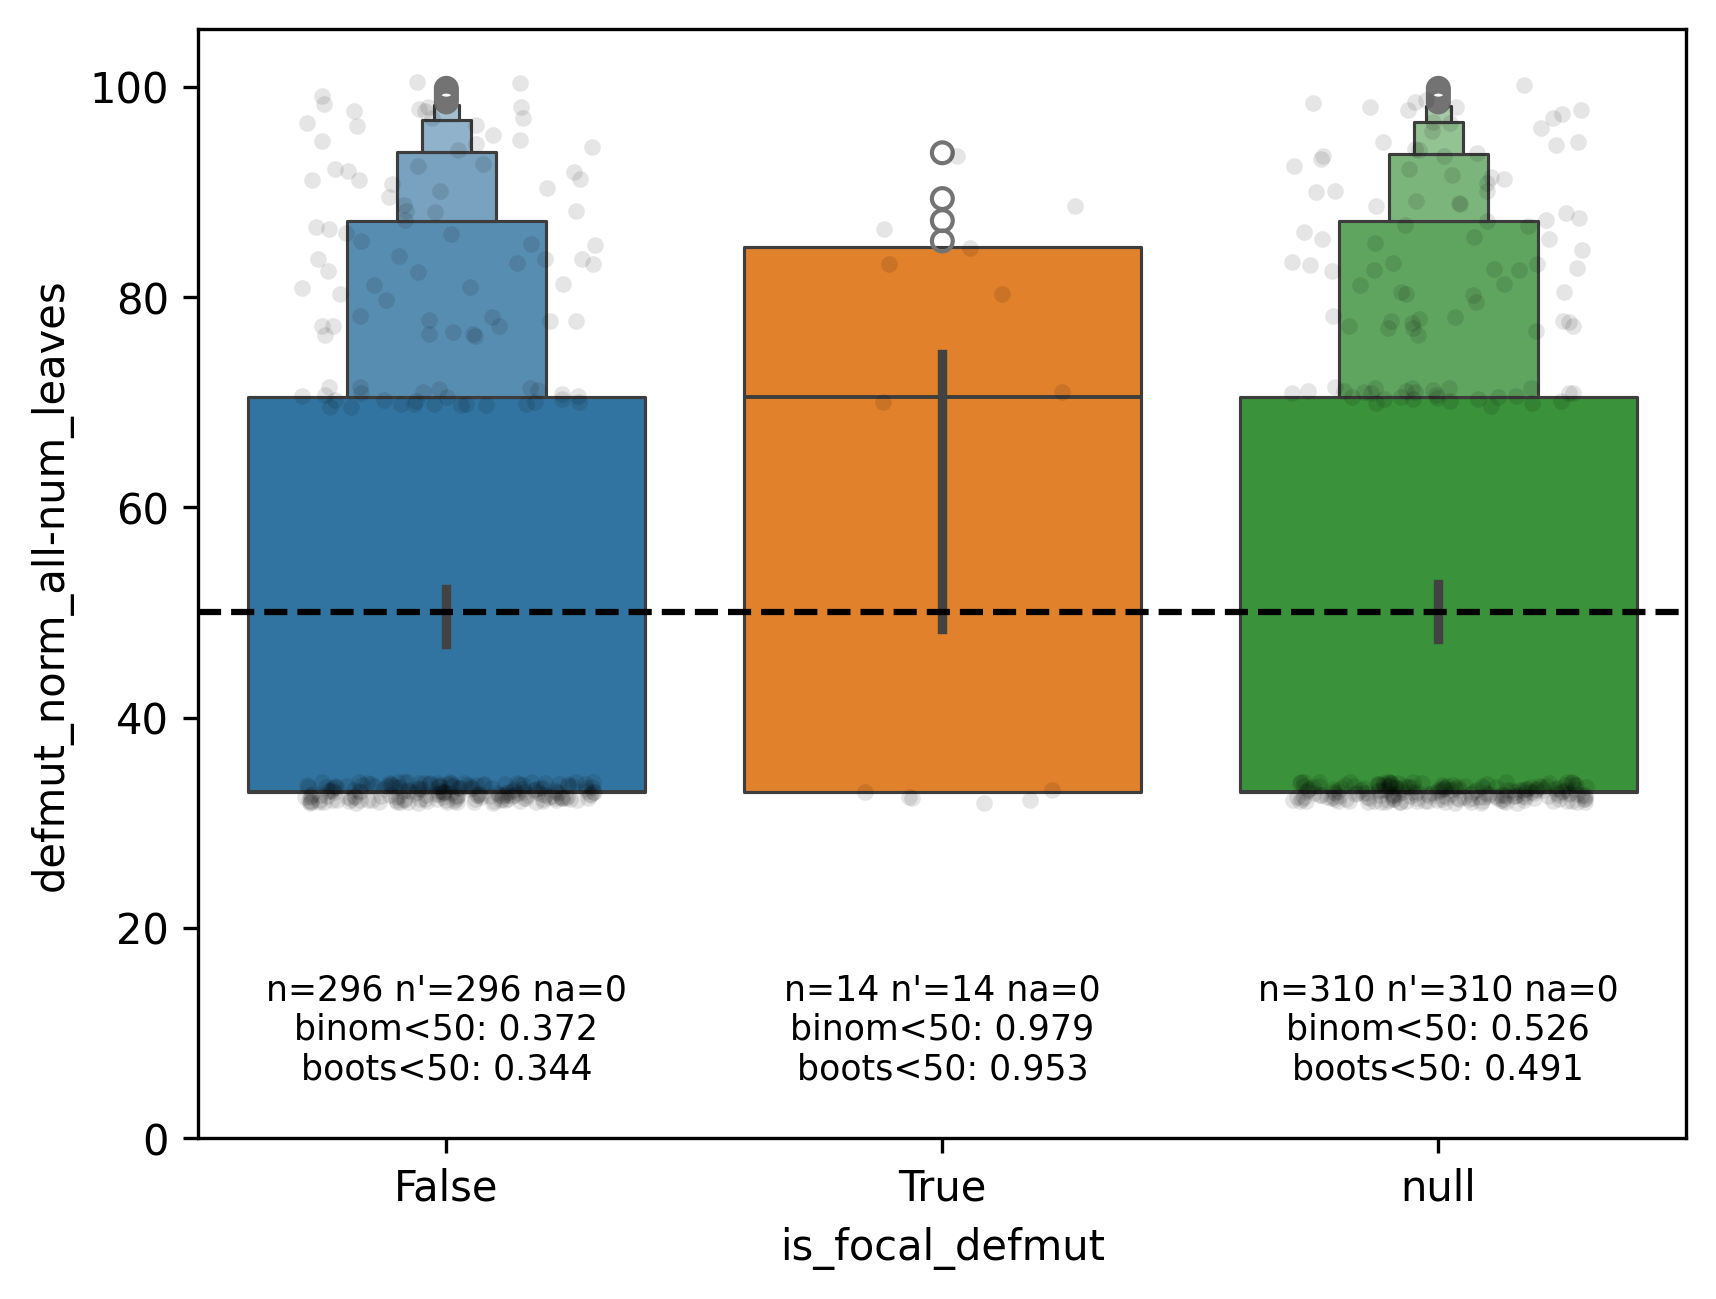 defmut_norm_all-num_leaves
100
80
60
40
20
0
n=296 n'=296 na=0
binom<50: 0.372
boots<50: 0.344
n=14 n'=14 na=0
binom<50: 0.979
boots<50: 0.953
n=310 n'=310 na=0
binom<50: 0.526
boots<50: 0.491
False
True
null
is_focal_defmut